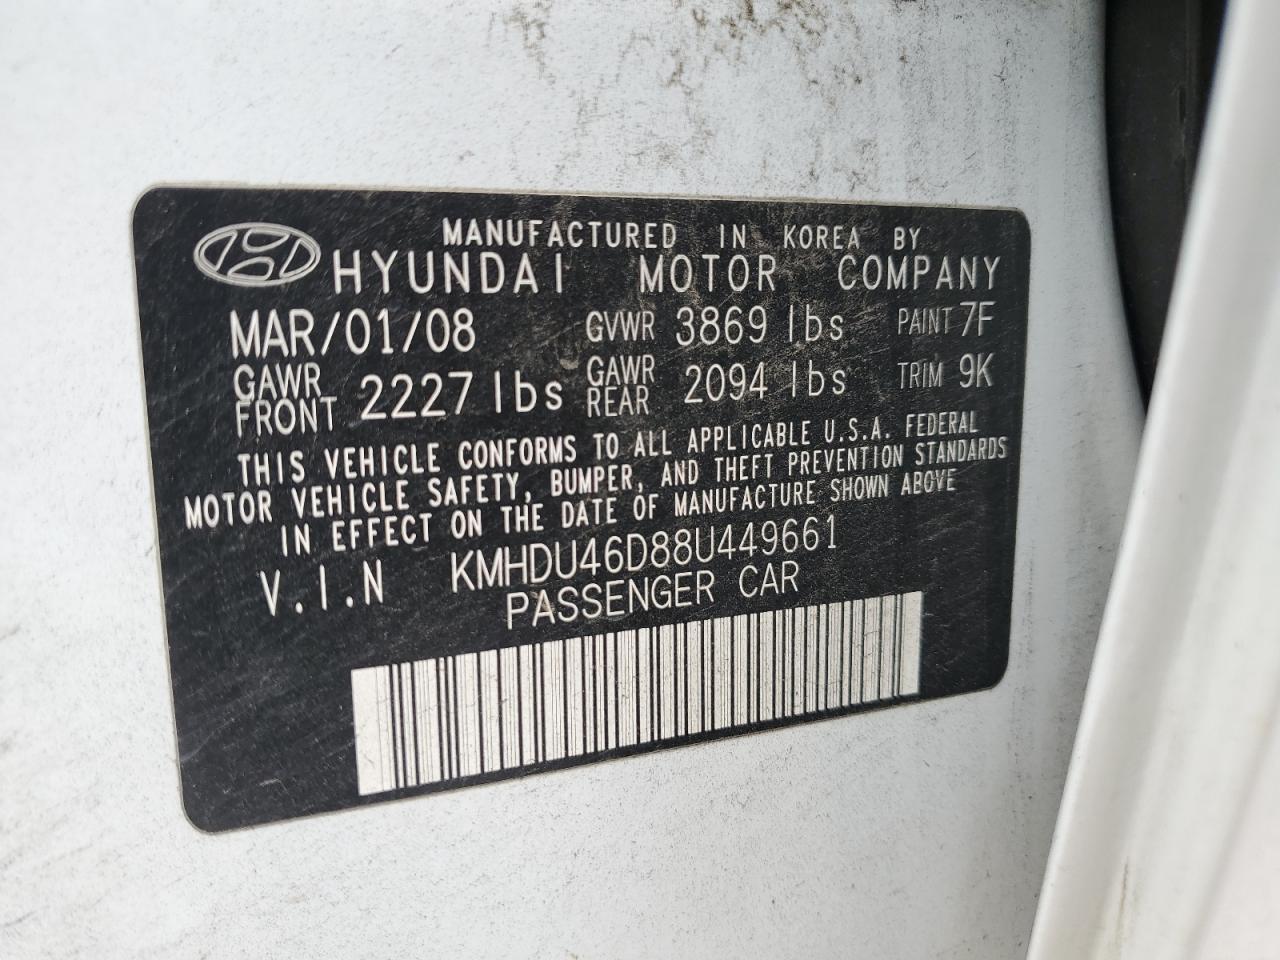 MANUFACTURED IN KOREA BY
HYUNDAI MOTOR COMPANY
MAR/01/08 GVWR 3869 lbs PAINT 7F
GAWR FRONT 2227 lbs GAWR REAR 2094 lbs TRIM 9K
THIS VEHICLE CONFORMS TO ALL APPLICABLE U.S.A. FEDERAL
MOTOR VEHICLE SAFETY, BUMPER, AND THEFT PREVENTION STANDARDS
IN EFFECT ON THE DATE OF MANUFACTURE SHOWN ABOVE
V.I.N KMHDU46D88U449661
PASSENGER CAR